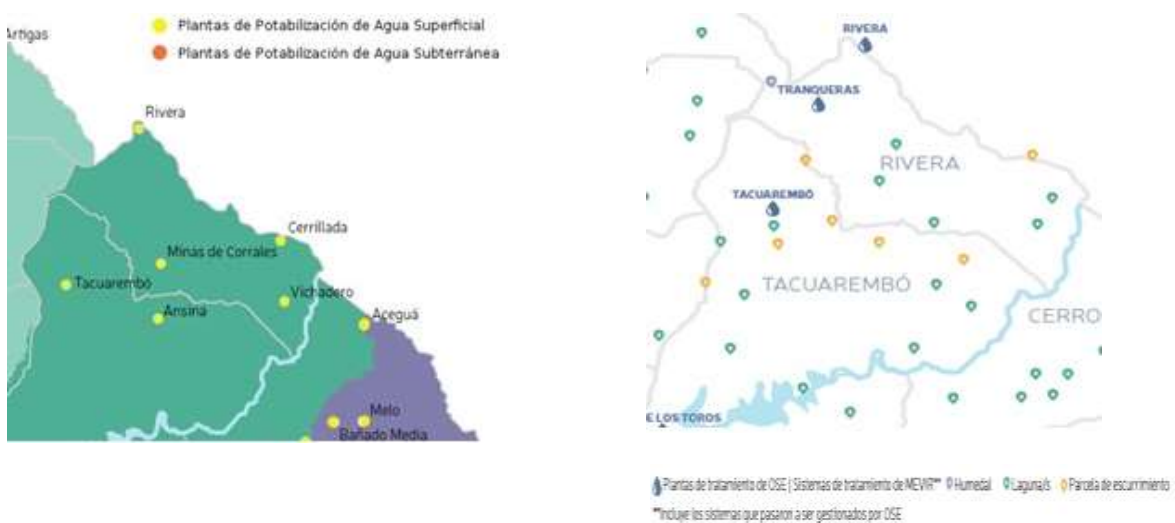 Plantas de Potabilización de Agua Superficial
Plantas de Potabilización de Agua Subterránea
Artigas
Rivera
Cerrillada
Minas de Corrales
Tacuarembó
Vichadero
Ansina
Aceguá
Melo
Bañado Media
RIVERA
TRANQUERAS
RIVERA
TACUAREMBÓ
TACUAREMBÓ
CERRO
E LOS TOROS
Plantas de tratamiento de OSE | Sistemas de tratamiento de MEVIR** Humedal Laguna/s Parcela de escurrimiento
**Incluye los sistemas que pasaron a ser gestionados por OSE